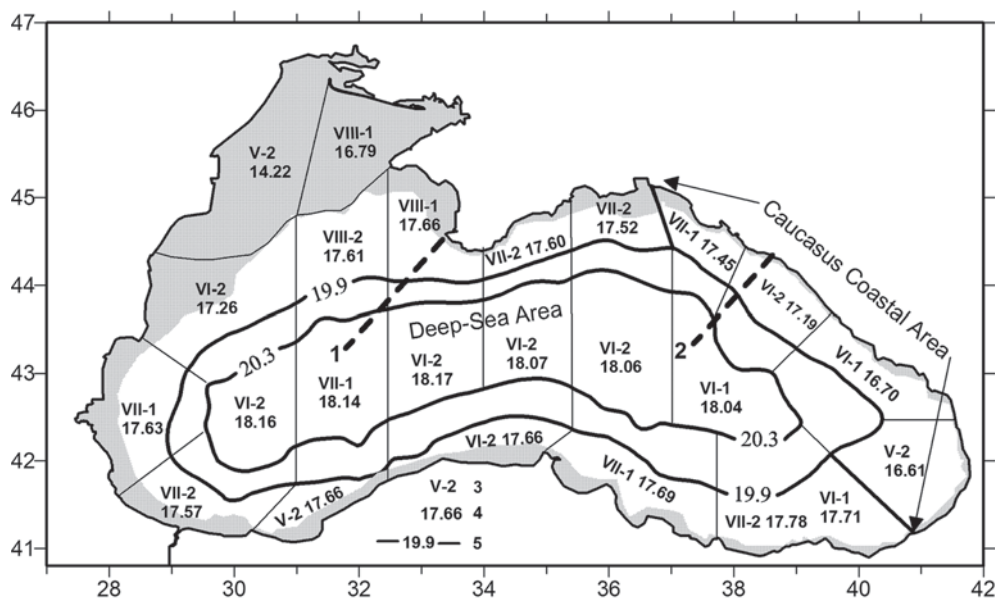 47
46
45
44
43
42
41
V-2
14.22
VIII-1
16.79
VIII-1
17.66
VIII-2
17.61
VI-2
17.26
VII-2
17.52
VII-2 17.60
VII-1 17.45
VI-2 17.19
VI-1 16.70
Caucasus Coastal Area
19.9
20.3
Deep-Sea Area
1
2
VI-2
18.16
VII-1
18.14
VI-2
18.17
VI-2
18.07
VI-2
18.06
VI-1
18.04
20.3
19.9
VII-1
17.63
VII-2
17.57
V-2 17.66
VI-2 17.66
VII-1 17.69
VII-2 17.78
VI-1
17.71
V-2
16.61
V-2 3
17.66 4
19.9 5
28 30 32 34 36 38 40 42